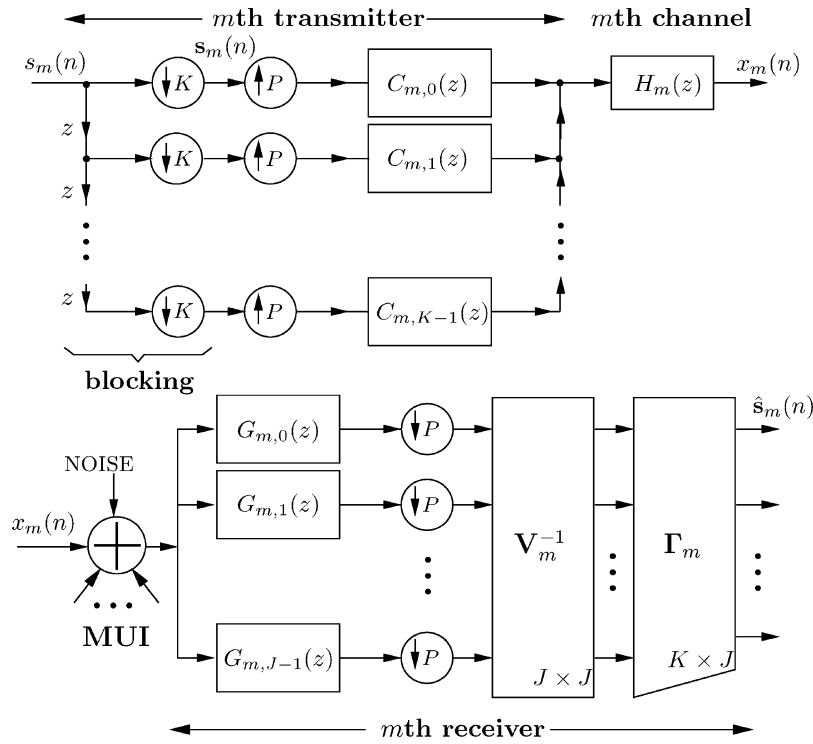 mth transmitter
mth channel
s_m(n)
↓K
𝐬_m(n)
↑P
C_{m,0}(z)
H_m(z)
x_m(n)
z
↓K
↑P
C_{m,1}(z)
z
z
↓K
↑P
C_{m,K−1}(z)
blocking
G_{m,0}(z)
↓P
ŝ_m(n)
NOISE
G_{m,1}(z)
↓P
x_m(n)
V_m^{−1}
Γ_m
MUI
G_{m,J−1}(z)
↓P
J × J
K × J
mth receiver